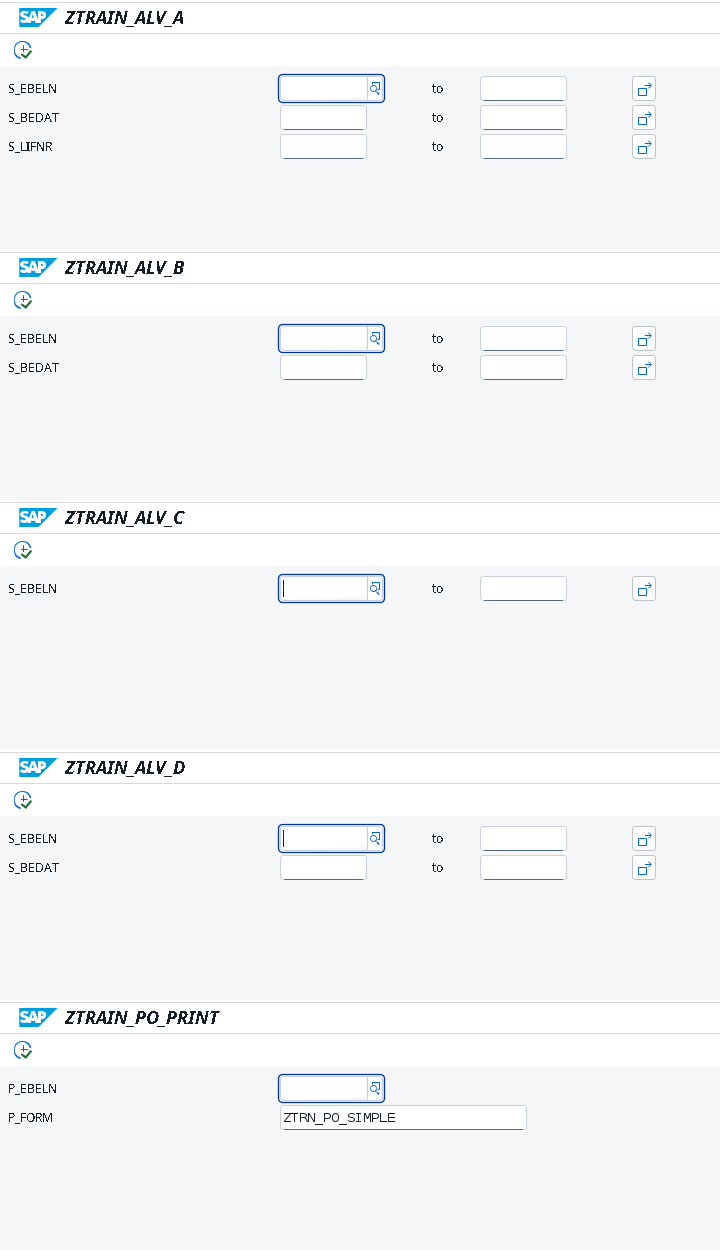 SAP ZTRAIN_ALV_A
S_EBELN to
S_BEDAT to
S_LIFNR to
SAP ZTRAIN_ALV_B
S_EBELN to
S_BEDAT to
SAP ZTRAIN_ALV_C
S_EBELN to
SAP ZTRAIN_ALV_D
S_EBELN to
S_BEDAT to
SAP ZTRAIN_PO_PRINT
P_EBELN
P_FORM ZTRN_PO_SIMPLE